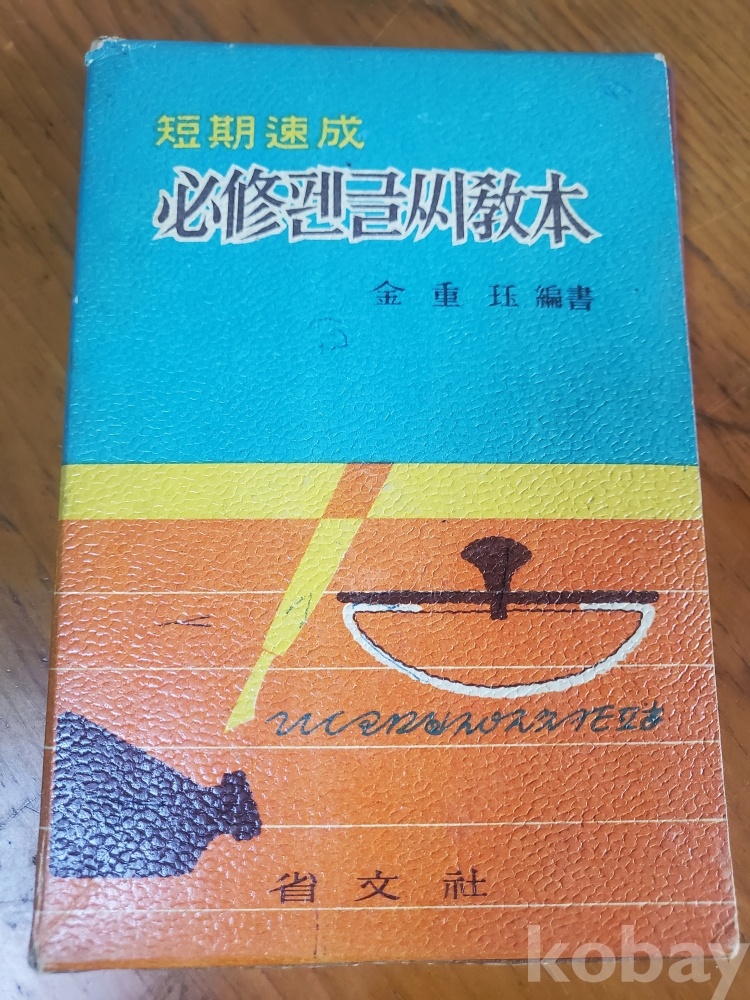 短期速成
必修펜글씨敎本
金重珏編書
省文社
kobay